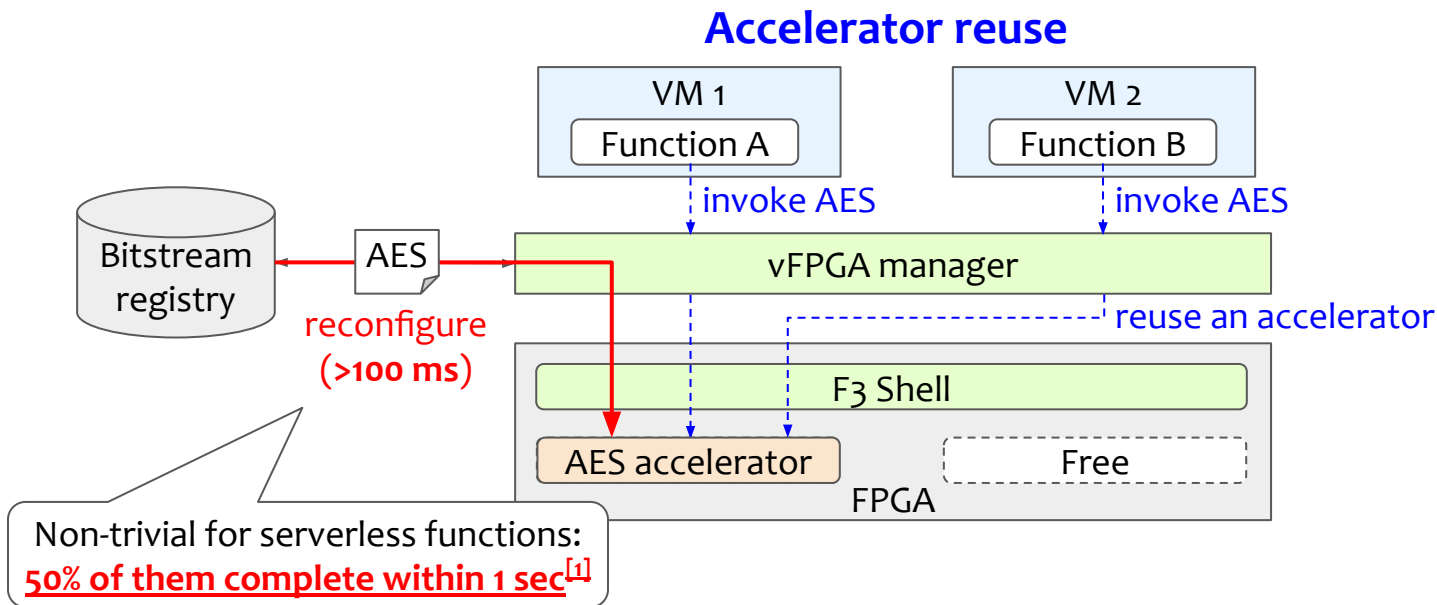 Accelerator reuse
VM 1
VM 2
Function A
Function B
invoke AES
invoke AES
Bitstream
registry
AES
vFPGA manager
reconfigure
(>100 ms)
reuse an accelerator
F3 Shell
AES accelerator
Free
FPGA
Non-trivial for serverless functions:
50% of them complete within 1 sec[1]